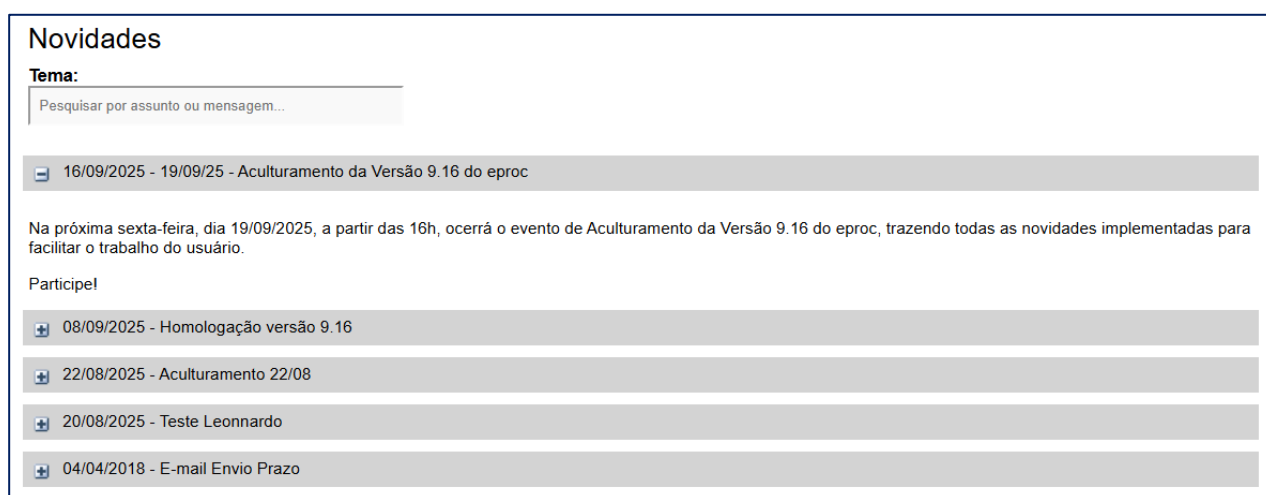 Novidades
Tema:
Pesquisar por assunto ou mensagem...
16/09/2025 - 19/09/25 - Aculturamento da Versão 9.16 do eproc
Na próxima sexta-feira, dia 19/09/2025, a partir das 16h, ocerrá o evento de Aculturamento da Versão 9.16 do eproc, trazendo todas as novidades implementadas para
facilitar o trabalho do usuário.
Participe!
08/09/2025 - Homologação versão 9.16
22/08/2025 - Aculturamento 22/08
20/08/2025 - Teste Leonnardo
04/04/2018 - E-mail Envio Prazo